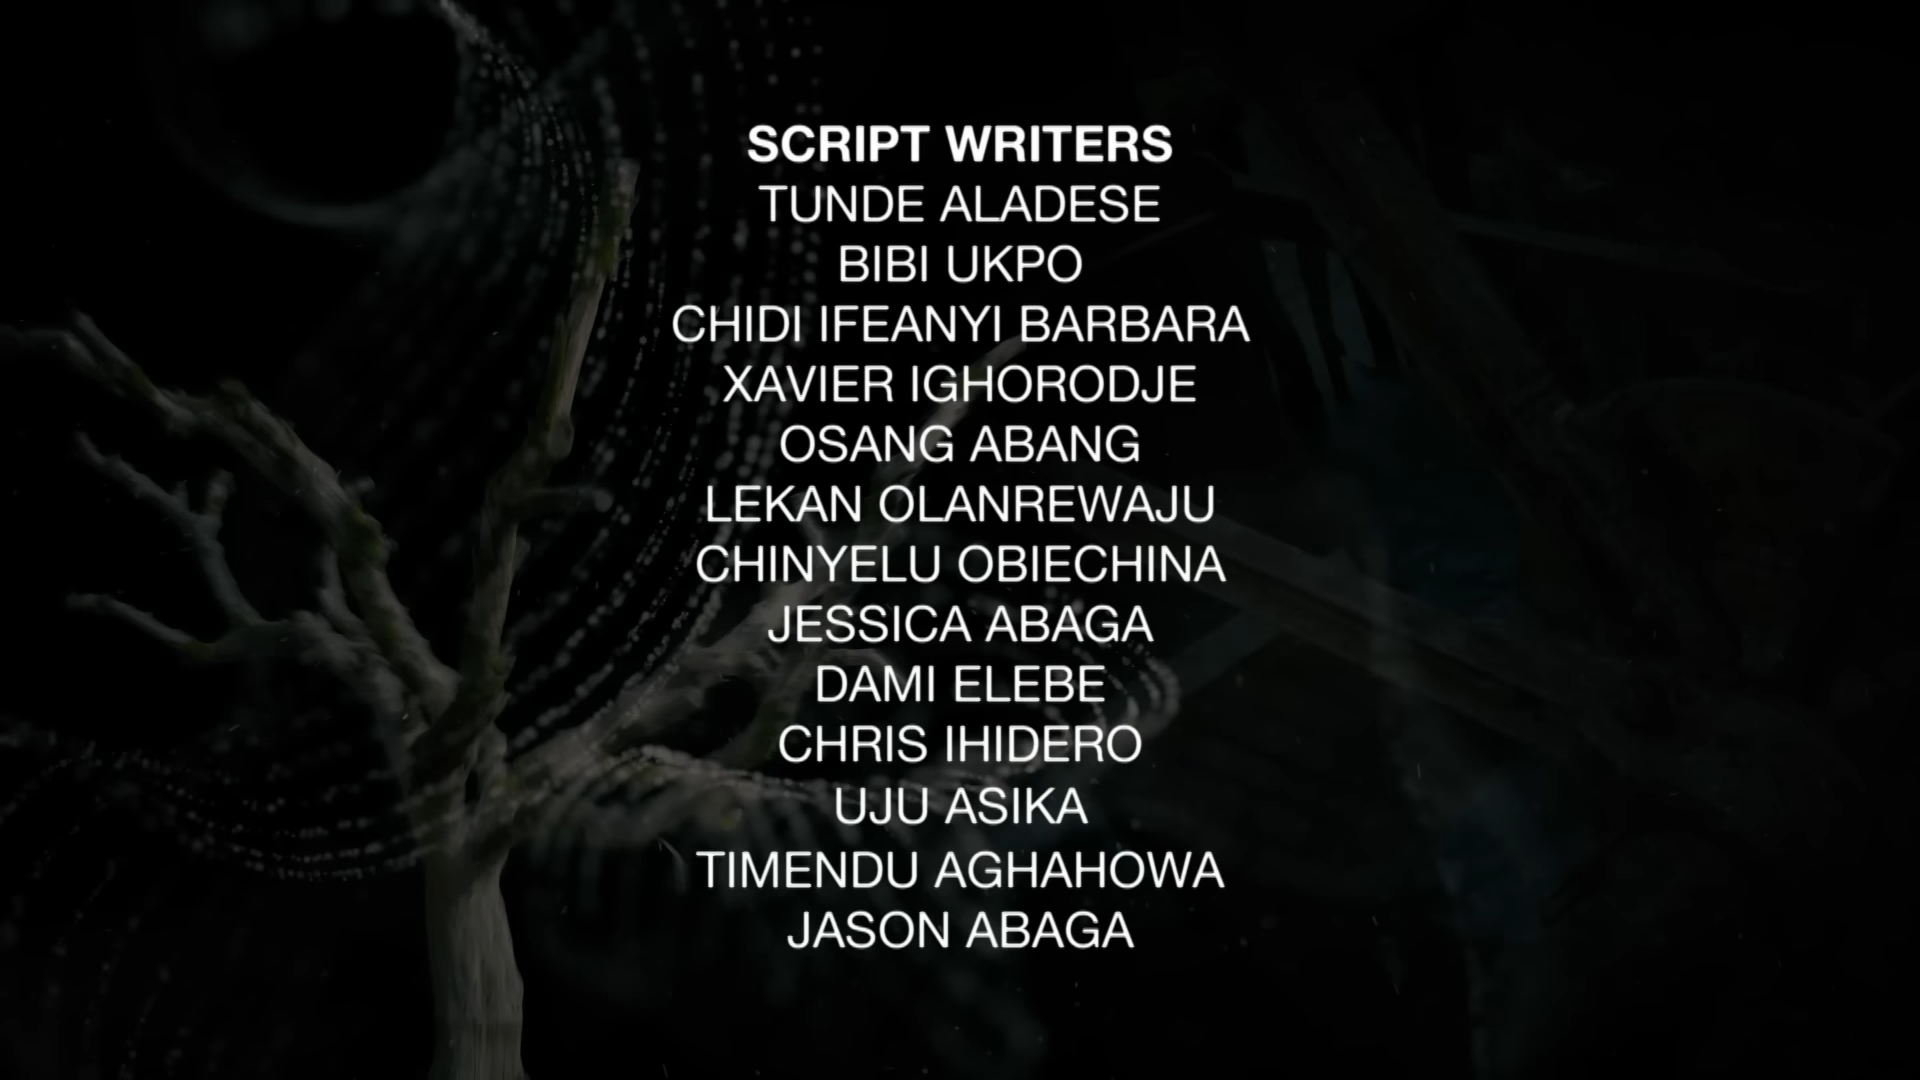 SCRIPT WRITERS
TUNDE ALADESE
BIBI UKPO
CHIDI IFEANYI BARBARA
XAVIER IGHORODJE
OSANG ABANG
LEKAN OLANREWAJU
CHINYELU OBIECHINA
JESSICA ABAGA
DAMI ELEBE
CHRIS IHIDERO
UJU ASIKA
TIMENDU AGHAHOWA
JASON ABAGA